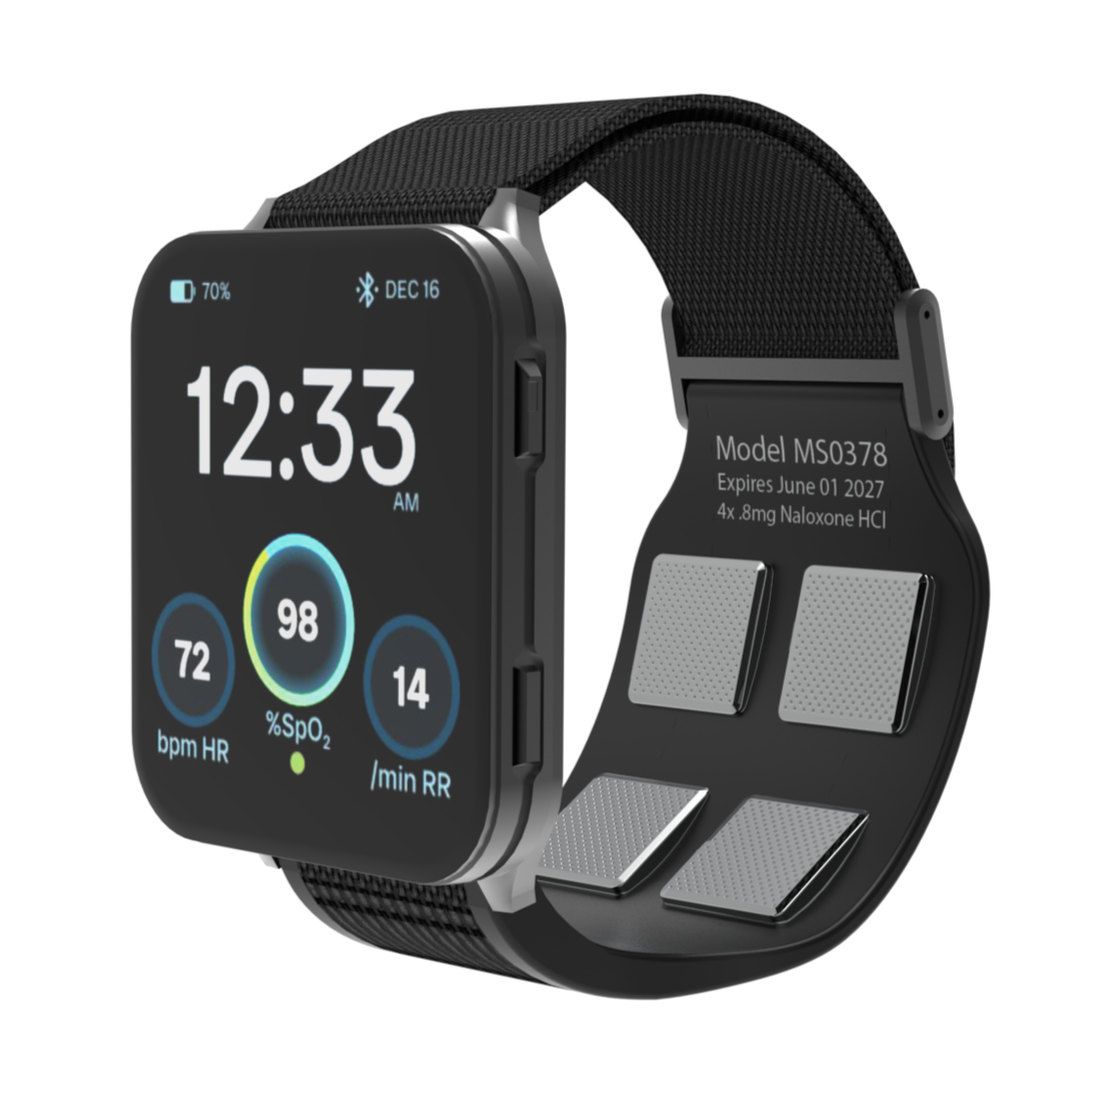 70% DEC 16
12:33
AM
98
72
14
%SpO₂
bpm HR
/min RR
Model MS0378
Expires June 01 2027
4x .8mg Naloxone HCl